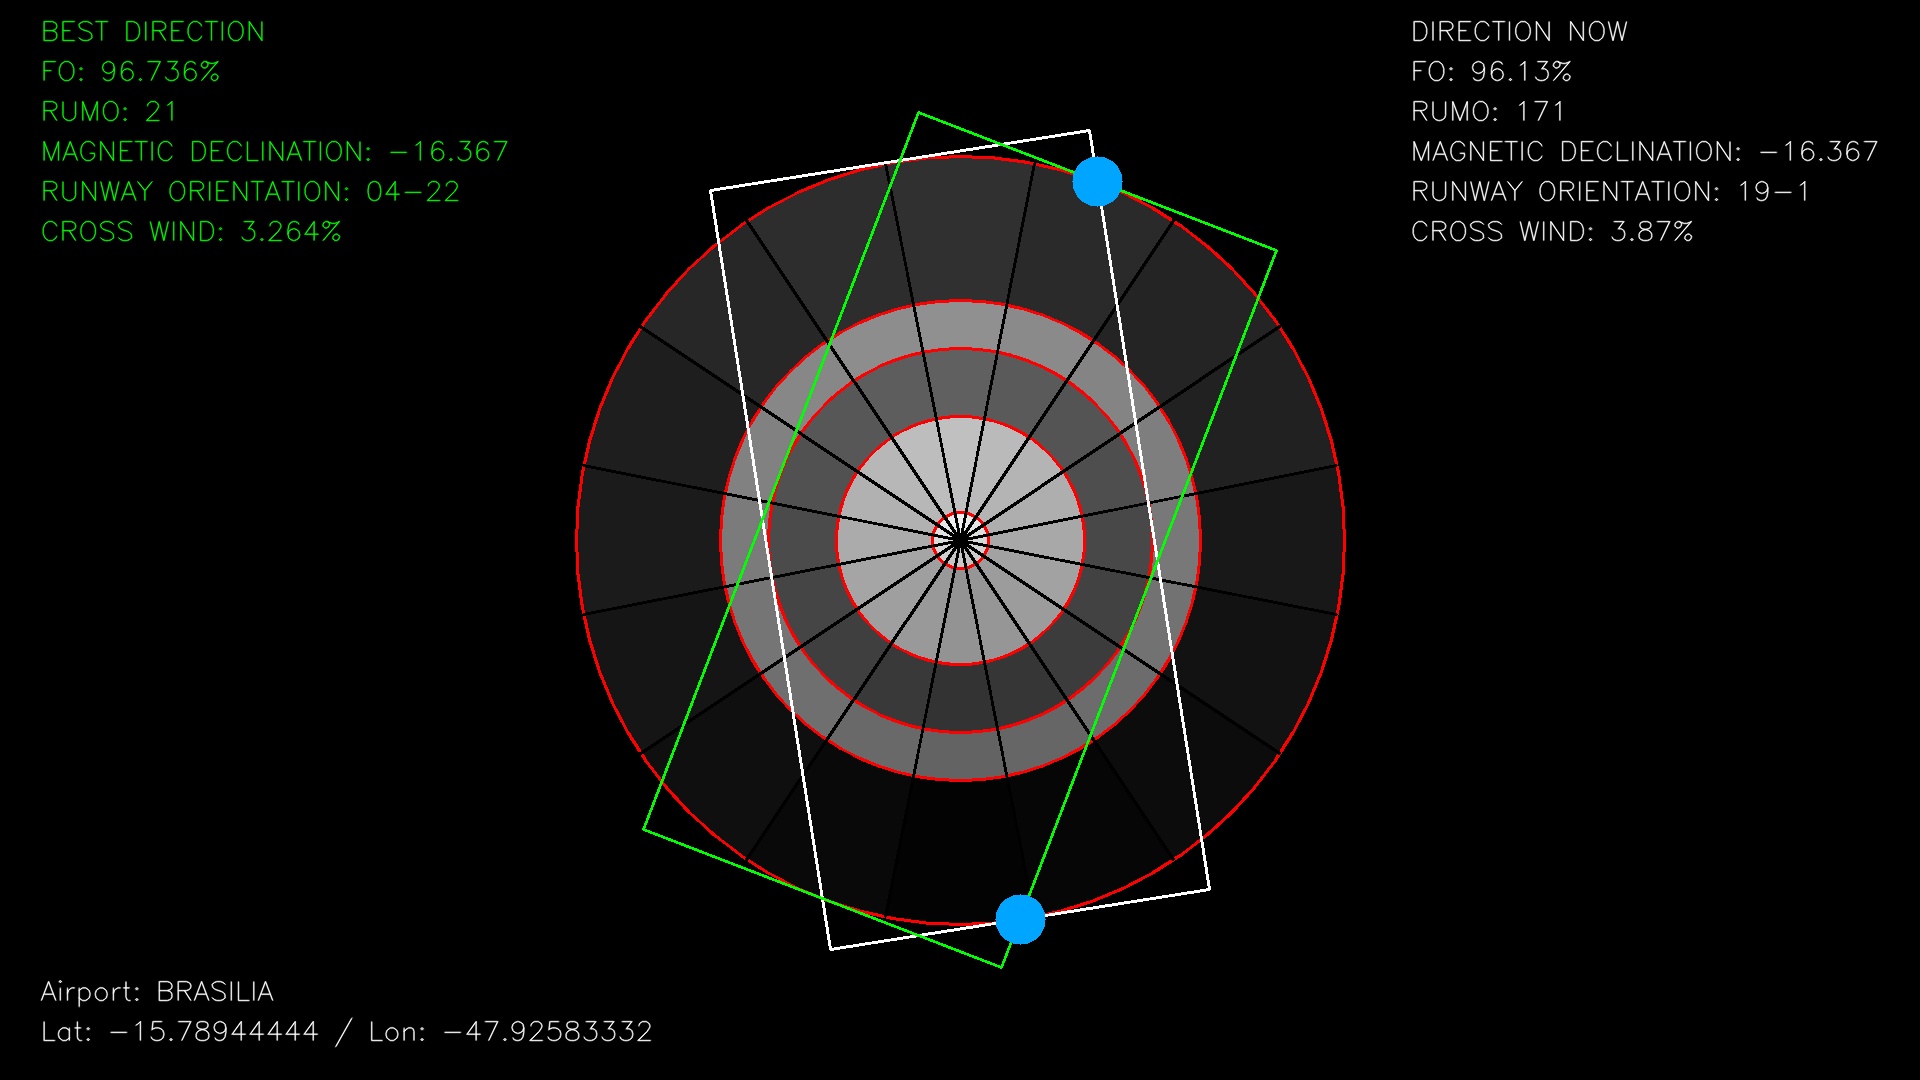 BEST DIRECTION
FO: 96.736%
RUMO: 21
MAGNETIC DECLINATION: -16.367
RUNWAY ORIENTATION: 04-22
CROSS WIND: 3.264%
DIRECTION NOW
FO: 96.13%
RUMO: 171
MAGNETIC DECLINATION: -16.367
RUNWAY ORIENTATION: 19-1
CROSS WIND: 3.87%
Airport: BRASILIA
Lat: -15.78944444 / Lon: -47.92583332